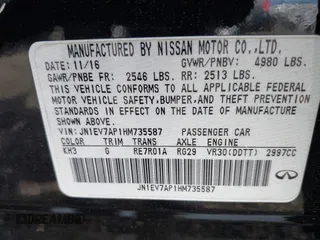 MANUFACTURED BY NISSAN MOTOR CO.,LTD.
DATE: 11/16 GVWR/PNBV: 4980 LBS.
GAWR/PNBE FR: 2546 LBS. RR: 2513 LBS.
THIS VEHICLE CONFORMS TO ALL APPLICABLE
FEDERAL MOTOR VEHICLE SAFETY, BUMPER, AND THEFT
PREVENTION STANDARDS IN EFFECT ON THE DATE OF
MANUFACTURE SHOWN ABOVE.
VIN: JN1EV7AP1HM735587 PASSENGER CAR
COLOR TRIM TRANS AXLE ENGINE
KH3 G RE7R01A RG29 VR30(DDTT) 2997CC
JN1EV7AP1HM735587
INFINITI